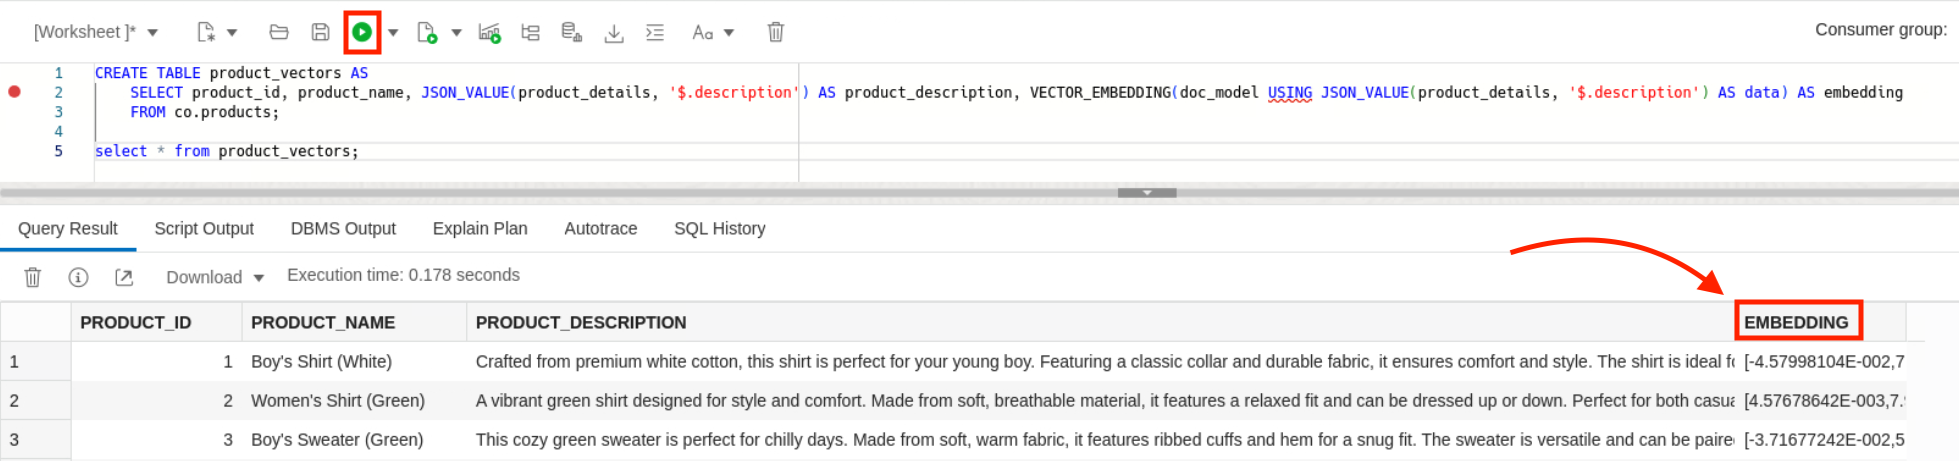 [Worksheet ]*
Aa
Consumer group:
1 CREATE TABLE product_vectors AS
2 SELECT product_id, product_name, JSON_VALUE(product_details, '$.description') AS product_description, VECTOR_EMBEDDING(doc_model USING JSON_VALUE(product_details, '$.description') AS data) AS embedding
3 FROM co.products;
4
5 select * from product_vectors;
Query Result Script Output DBMS Output Explain Plan Autotrace SQL History
Download Execution time: 0.178 seconds
PRODUCT_ID PRODUCT_NAME PRODUCT_DESCRIPTION EMBEDDING
1 1 Boy's Shirt (White) Crafted from premium white cotton, this shirt is perfect for your young boy. Featuring a classic collar and durable fabric, it ensures comfort and style. The shirt is ideal fo [-4.57998104E-002,7
2 2 Women's Shirt (Green) A vibrant green shirt designed for style and comfort. Made from soft, breathable material, it features a relaxed fit and can be dressed up or down. Perfect for both casua [4.57678642E-003,7.
3 3 Boy's Sweater (Green) This cozy green sweater is perfect for chilly days. Made from soft, warm fabric, it features ribbed cuffs and hem for a snug fit. The sweater is versatile and can be paire [-3.71677242E-002,5